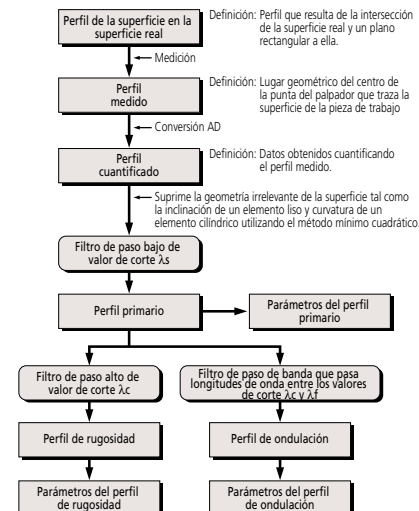 Perfil de la superficie en la
superficie real
Definición: Perfil que resulta de la intersección
de la superficie real y un plano
rectangular a ella.
Medición
Perfil
medido
Definición: Lugar geométrico del centro de
la punta del palpador que traza la
superficie de la pieza de trabajo
Conversión AD
Perfil
cuantificado
Definición: Datos obtenidos cuantificando
el perfil medido.
Suprime la geometría irrelevante de la superficie tal como
la inclinación de un elemento liso y curvatura de un
elemento cilíndrico utilizando el método mínimo cuadrático.
Filtro de paso bajo de
valor de corte λs
Perfil primario
Parámetros del perfil
primario
Filtro de paso alto de
valor de corte λc
Filtro de paso de banda que pasa
longitudes de onda entre los valores
de corte λc y λf
Perfil de rugosidad
Perfil de ondulación
Parámetros del perfil
de rugosidad
Parámetros del perfil
de ondulación